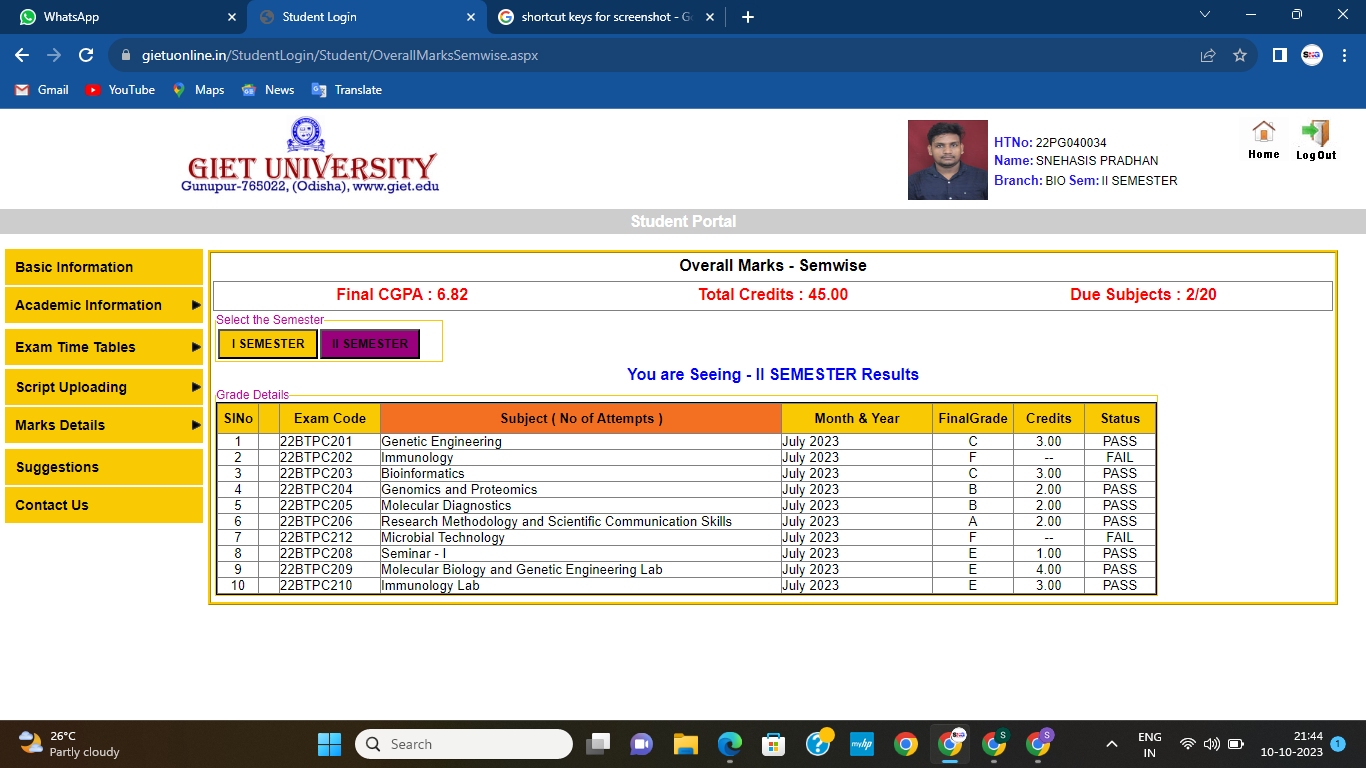 WhatsApp
Student Login
shortcut keys for screenshot - Go
gietuonline.in/StudentLogin/Student/OverallMarksSemwise.aspx
SNG
Gmail YouTube Maps News Translate
GIET UNIVERSITY
Gunupur-765022, (Odisha), www.giet.edu
HTNo: 22PG040034
Name: SNEHASIS PRADHAN
Branch: BIO Sem: II SEMESTER
Home
LogOut
Student Portal
Basic Information
Academic Information
Exam Time Tables
Script Uploading
Marks Details
Suggestions
Contact Us
Overall Marks - Semwise
Final CGPA : 6.82 Total Credits : 45.00 Due Subjects : 2/20
Select the Semester
I SEMESTER II SEMESTER
You are Seeing - II SEMESTER Results
Grade Details
SlNo Exam Code Subject ( No of Attempts ) Month & Year FinalGrade Credits Status
1 22BTPC201 Genetic Engineering July 2023 C 3.00 PASS
2 22BTPC202 Immunology July 2023 F -- FAIL
3 22BTPC203 Bioinformatics July 2023 C 3.00 PASS
4 22BTPC204 Genomics and Proteomics July 2023 B 2.00 PASS
5 22BTPC205 Molecular Diagnostics July 2023 B 2.00 PASS
6 22BTPC206 Research Methodology and Scientific Communication Skills July 2023 A 2.00 PASS
7 22BTPC212 Microbial Technology July 2023 F -- FAIL
8 22BTPC208 Seminar - I July 2023 E 1.00 PASS
9 22BTPC209 Molecular Biology and Genetic Engineering Lab July 2023 E 4.00 PASS
10 22BTPC210 Immunology Lab July 2023 E 3.00 PASS
26°C
Partly cloudy
Search
myhp
SNG
S
S
ENG
IN
21:44
10-10-2023
1